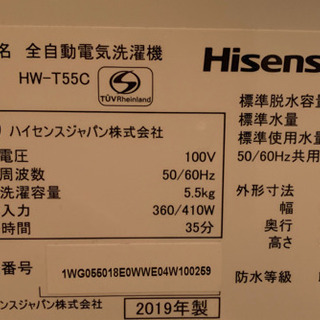 名 全自動電気洗濯機
HW-T55C
TÜVRheinland
Hisens
ハイセンスジャパン株式会社
電圧 100V
周波数 50/60Hz
洗濯容量 5.5kg
入力 360/410W
時間 35分
番号 1WG055018E0WWE04W100259
センスジャパン株式会社 2019年製
標準脱水容
標準水量
標準使用水量
50/60Hz共用
外形寸法
幅
奥行
高さ
防水等級